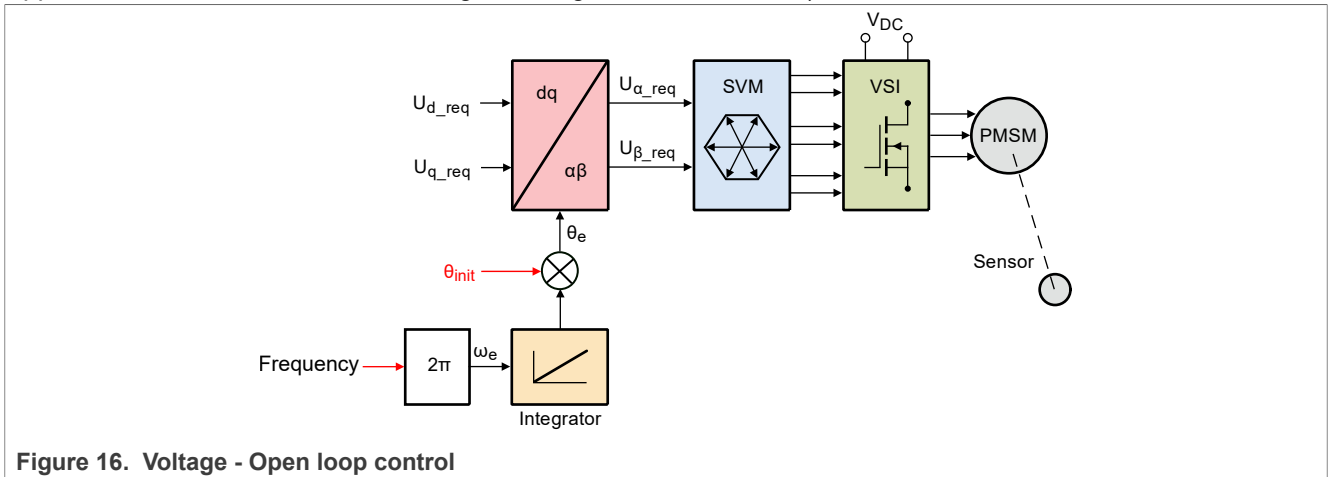 V_DC
dq
U_α_req
SVM
VSI
U_d_req
PMSM
U_q_req
U_β_req
αβ
θ_e
θ_init
Sensor
Frequency
2π
ω_e
Integrator
Figure 16. Voltage - Open loop control